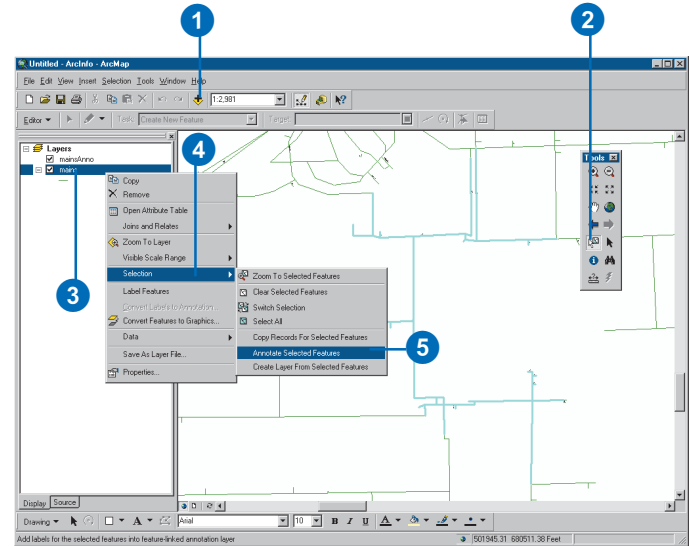 1
2
Untitled - ArcInfo - ArcMap
File Edit View Insert Selection Tools Window Help
1:2,981
Editor Task: Create New Feature Target:
Layers
mainsAnno
mains
Tools
4
3
5
Copy
Remove
Open Attribute Table
Joins and Relates
Zoom To Layer
Visible Scale Range
Selection
Label Features
Convert Labels to Annotation...
Convert Features to Graphics...
Data
Save As Layer File...
Properties...
Zoom To Selected Features
Clear Selected Features
Switch Selection
Select All
Copy Records For Selected Features
Annotate Selected Features
Create Layer From Selected Features
Display Source
Drawing A Arial 10 B I U A
Add labels for the selected features into feature-linked annotation layer
501945.31 680511.38 Feet